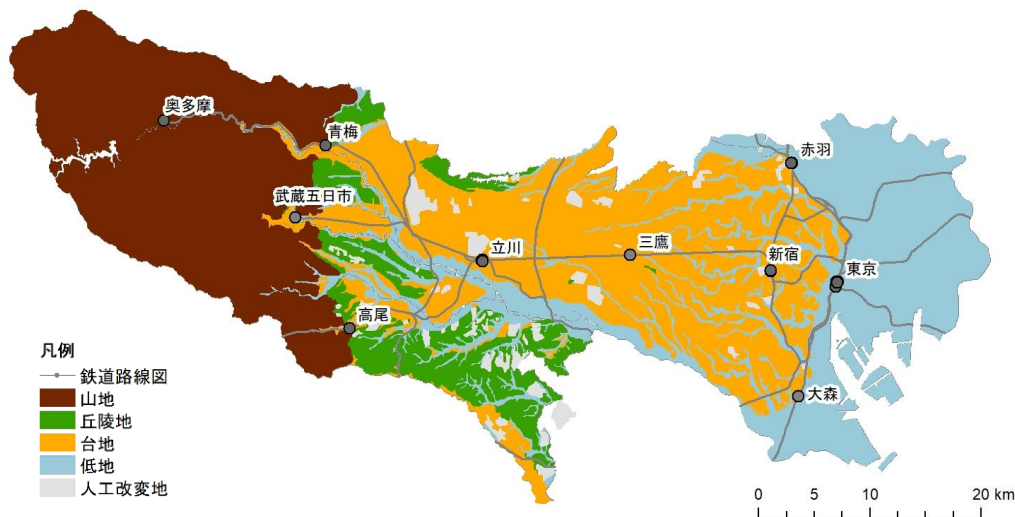 奥多摩
青梅
赤羽
武蔵五日市
立川
三鷹
新宿
東京
高尾
大森
凡例
鉄道路線図
山地
丘陵地
台地
低地
人工改変地
0 5 10 20 km